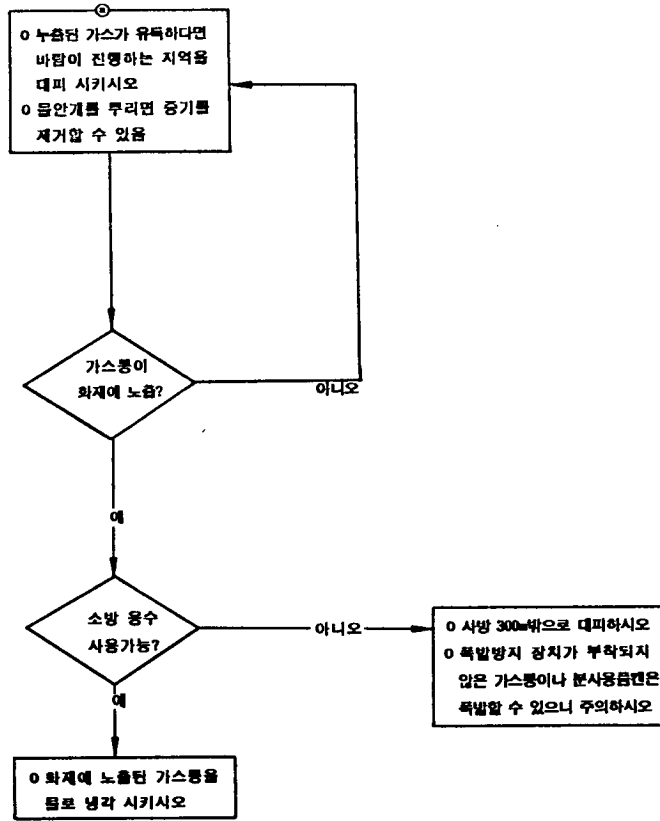 ⓐ
o 누출된 가스가 유독하다면
바람이 진행하는 지역을
대피 시키시오
o 물안개를 뿌리면 증기를
제거할 수 있음
가스통이
화재에 노출?
아니오
예
소방 용수
사용가능?
아니오
o 사방 300m밖으로 대피하시오
o 폭발방지 장치가 부착되지
않은 가스통이나 분사용품캔은
폭발할 수 있으니 주의하시오
예
o 화재에 노출된 가스통을
물로 냉각 시키시오